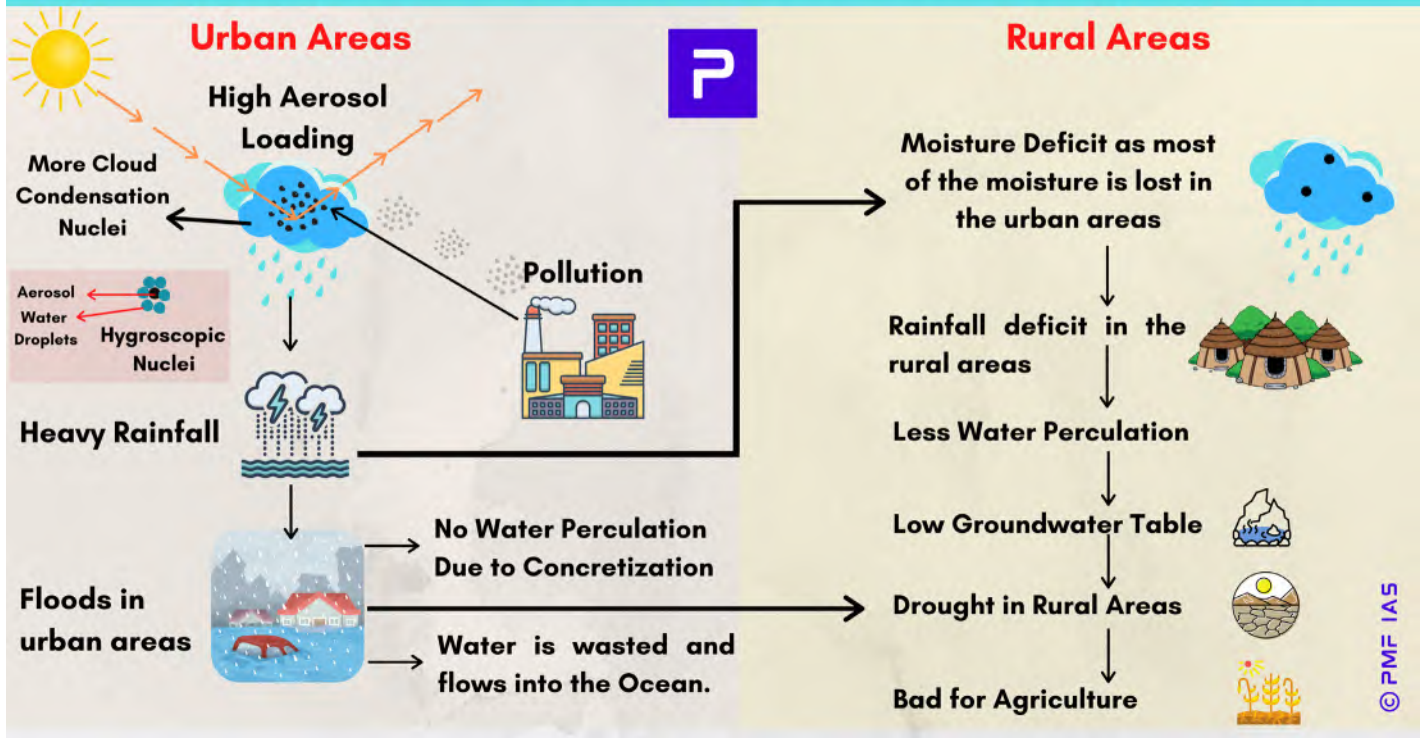 Urban Areas
High Aerosol
Loading
More Cloud
Condensation
Nuclei
Aerosol
Water
Droplets
Hygroscopic
Nuclei
Pollution
Heavy Rainfall
No Water Perculation
Due to Concretization
Floods in
urban areas
Water is wasted and
flows into the Ocean.
P
Rural Areas
Moisture Deficit as most
of the moisture is lost in
the urban areas
Rainfall deficit in the
rural areas
Less Water Perculation
Low Groundwater Table
Drought in Rural Areas
Bad for Agriculture
© PMF IAS